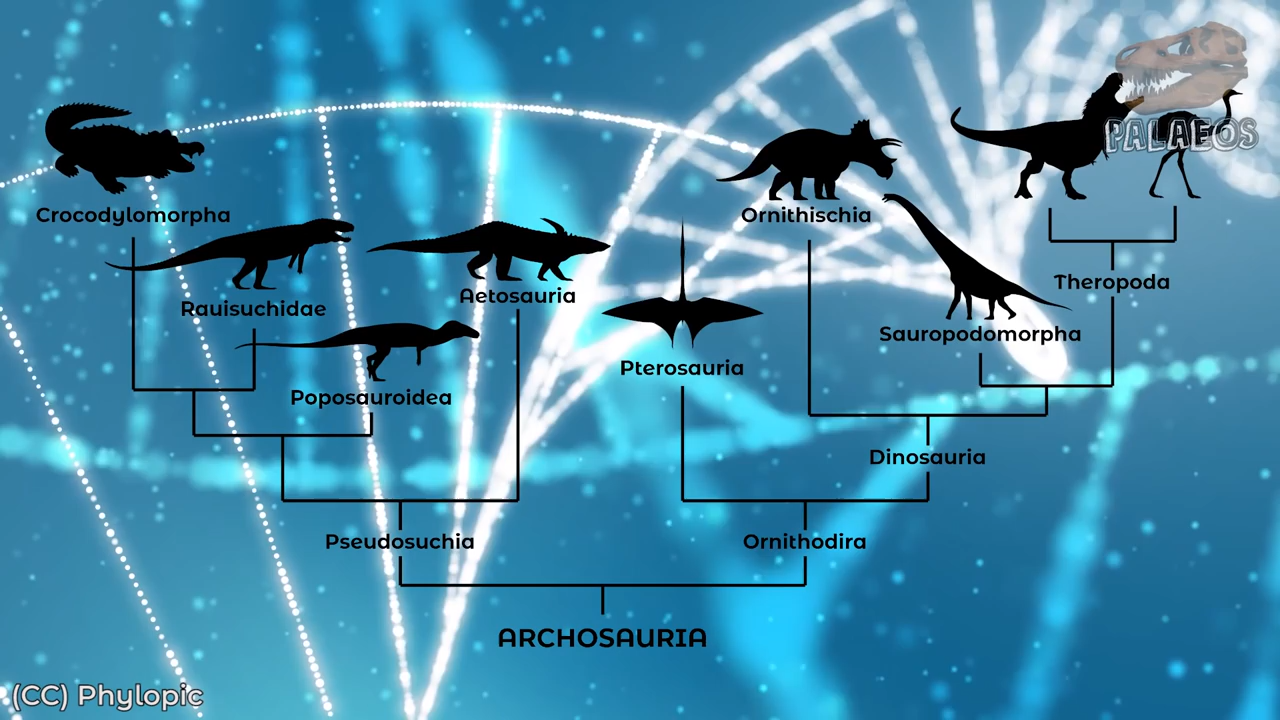 PALAEOS
Crocodylomorpha
Ornithischia
Theropoda
Aetosauria
Rauisuchidae
Sauropodomorpha
Pterosauria
Poposauroidea
Dinosauria
Pseudosuchia
Ornithodira
ARCHOSAURIA
(CC) Phylopic